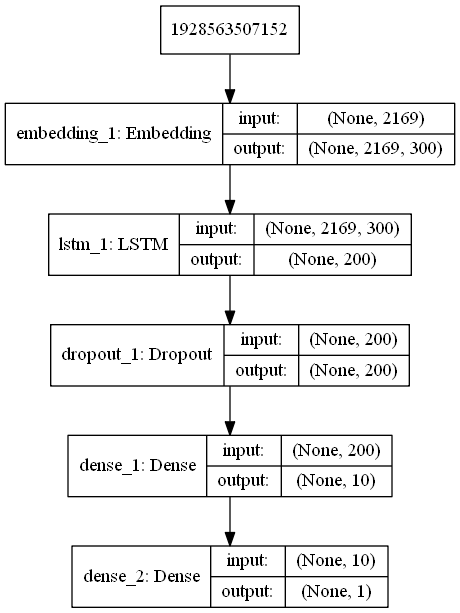 1928563507152
embedding_1: Embedding
input: (None, 2169)
output: (None, 2169, 300)
lstm_1: LSTM
input: (None, 2169, 300)
output: (None, 200)
dropout_1: Dropout
input: (None, 200)
output: (None, 200)
dense_1: Dense
input: (None, 200)
output: (None, 10)
dense_2: Dense
input: (None, 10)
output: (None, 1)